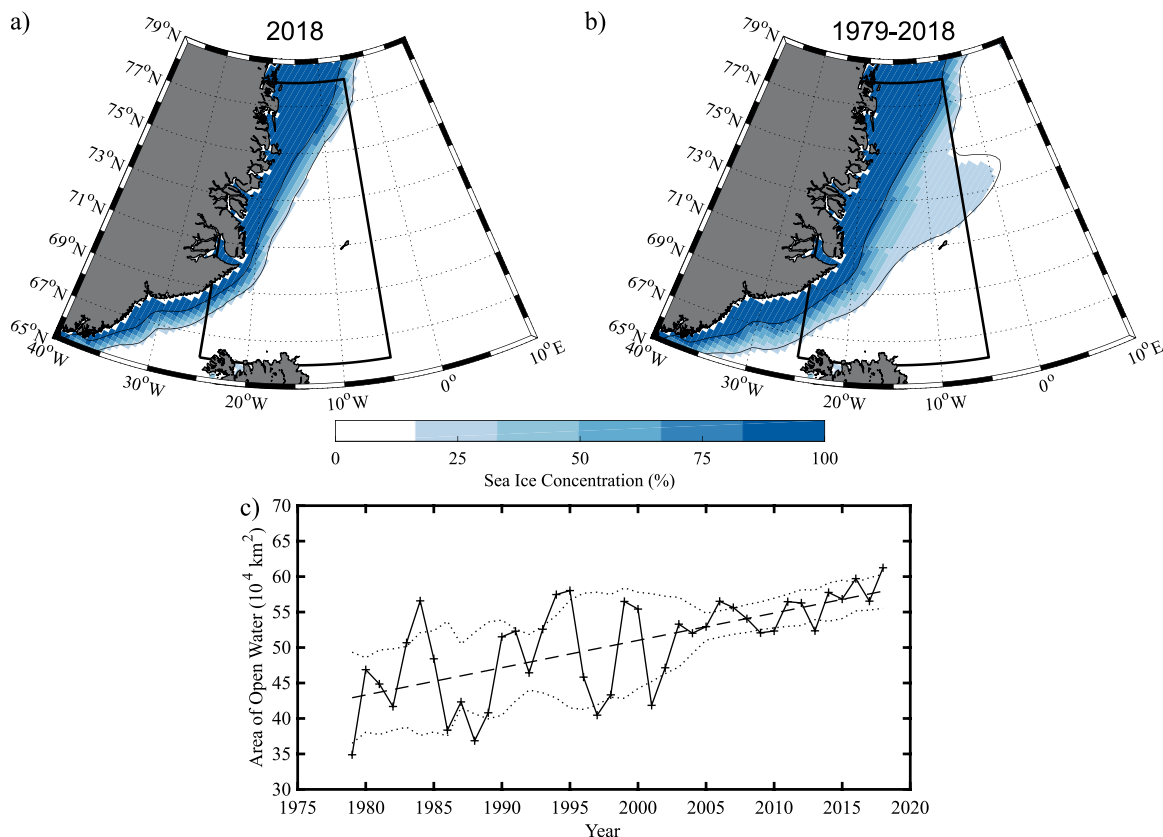 a)
2018
79°N
77°N
75°N
73°N
71°N
69°N
67°N
65°N
40°W
30°W
20°W
10°W
0°
10°E
b)
1979-2018
79°N
77°N
75°N
73°N
71°N
69°N
67°N
65°N
40°W
30°W
20°W
10°W
0°
10°E
0 25 50 75 100
Sea Ice Concentration (%)
c)
Area of Open Water (10⁴ km²)
70
65
60
55
50
45
40
35
30
1975 1980 1985 1990 1995 2000 2005 2010 2015 2020
Year